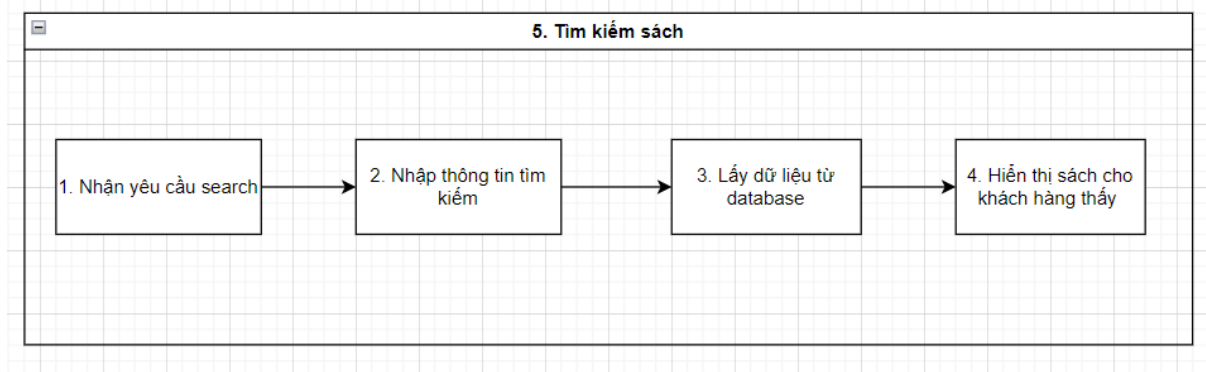 5. Tìm kiếm sách
1. Nhận yêu cầu search
2. Nhập thông tin tìm
kiếm
3. Lấy dữ liệu từ
database
4. Hiển thị sách cho
khách hàng thấy